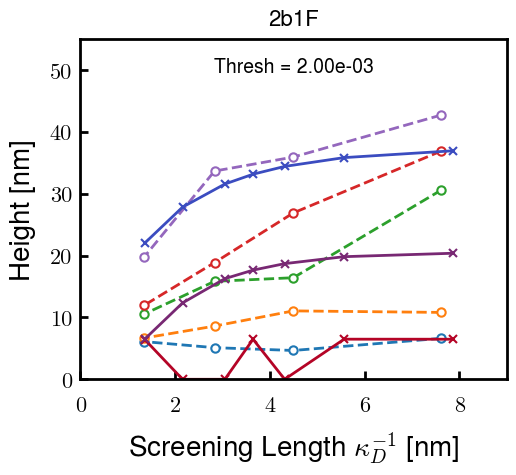 2b1F
Thresh = 2.00e-03
Height [nm]
50
40
30
20
10
0
0 2 4 6 8
Screening Length κ_D^{-1} [nm]